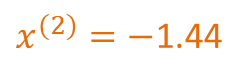 x^(2) = −1.44